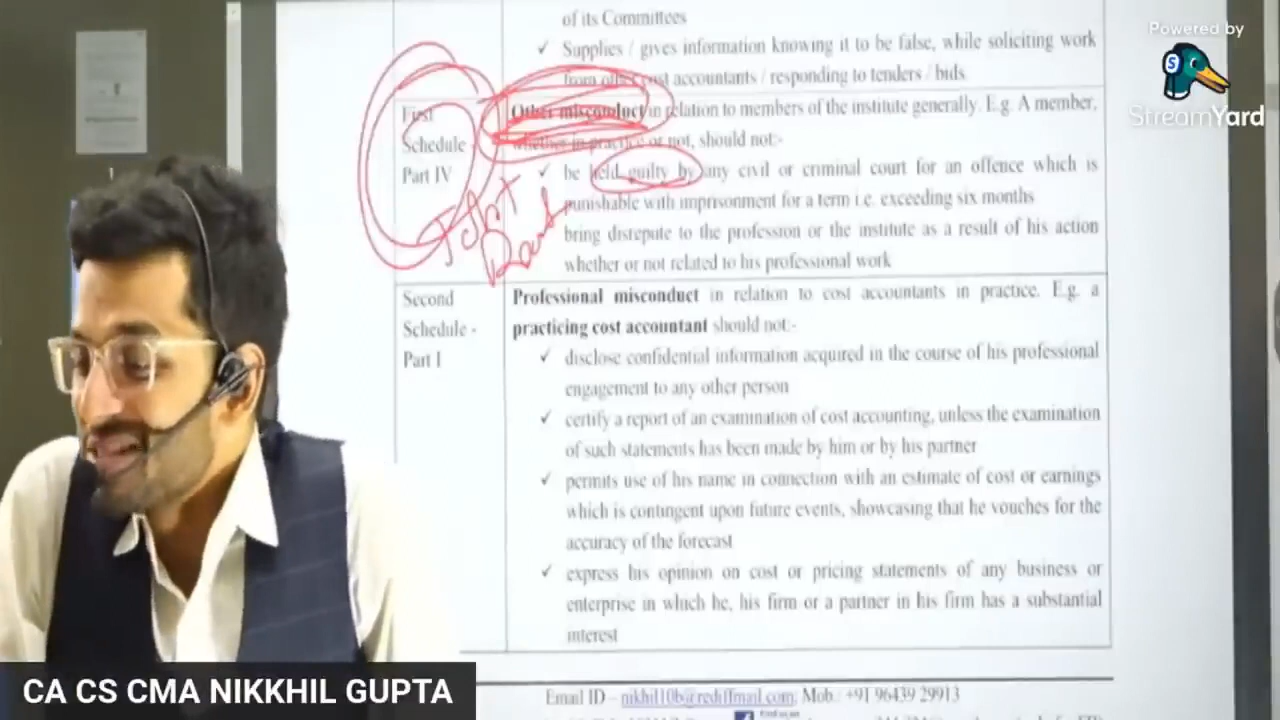 of its Committees
✓ Supplies / gives information knowing it to be false, while soliciting work
from other cost accountants / responding to tenders / bids.
Powered by
StreamYard
First
Schedule -
Part IV
Other misconduct in relation to members of the institute generally. E.g. A member,
whether in practice or not, should not:-
✓ be held guilty by any civil or criminal court for an offence which is
punishable with imprisonment for a term i.e. exceeding six months
bring disrepute to the profession or the institute as a result of his action
whether or not related to his professional work
Second
Schedule -
Part I
Professional misconduct in relation to cost accountants in practice. E.g. a
practicing cost accountant should not:-
✓ disclose confidential information acquired in the course of his professional
engagement to any other person
✓ certify a report of an examination of cost accounting, unless the examination
of such statements has been made by him or by his partner
✓ permits use of his name in connection with an estimate of cost or earnings
which is contingent upon future events, showcasing that he vouches for the
accuracy of the forecast
✓ express his opinion on cost or pricing statements of any business or
enterprise in which he, his firm or a partner in his firm has a substantial
interest
Email ID – nikhil10b@rediffmail.com, Mob.: +91 96439 29913
CA CS CMA NIKKHIL GUPTA